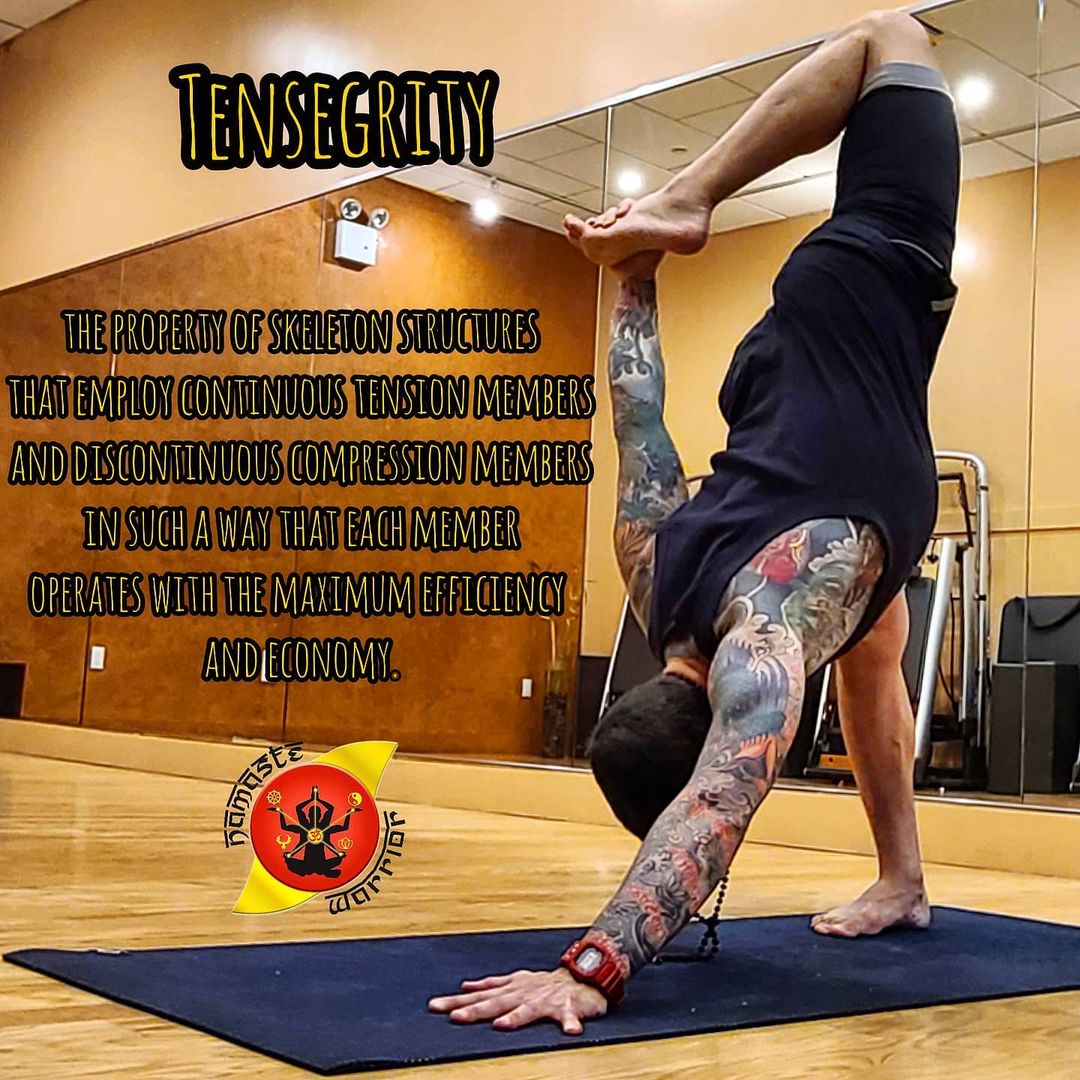 Tensegrity
the property of skeleton structures
that employ continuous tension members
and discontinuous compression members
in such a way that each member
operates with the maximum efficiency
and economy.
namastē
warrior